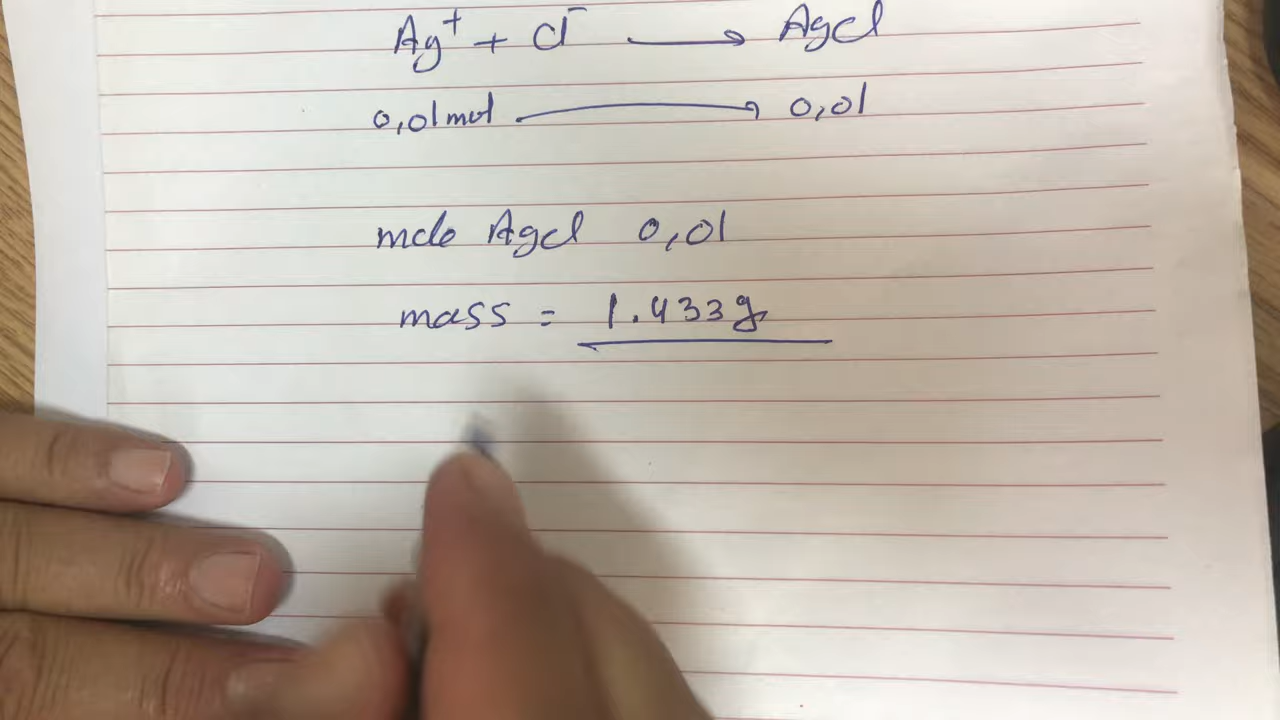 Ag⁺ + Cl⁻ → AgCl
0,01 mol → 0,01
mole AgCl 0,01
mass = 1.433g